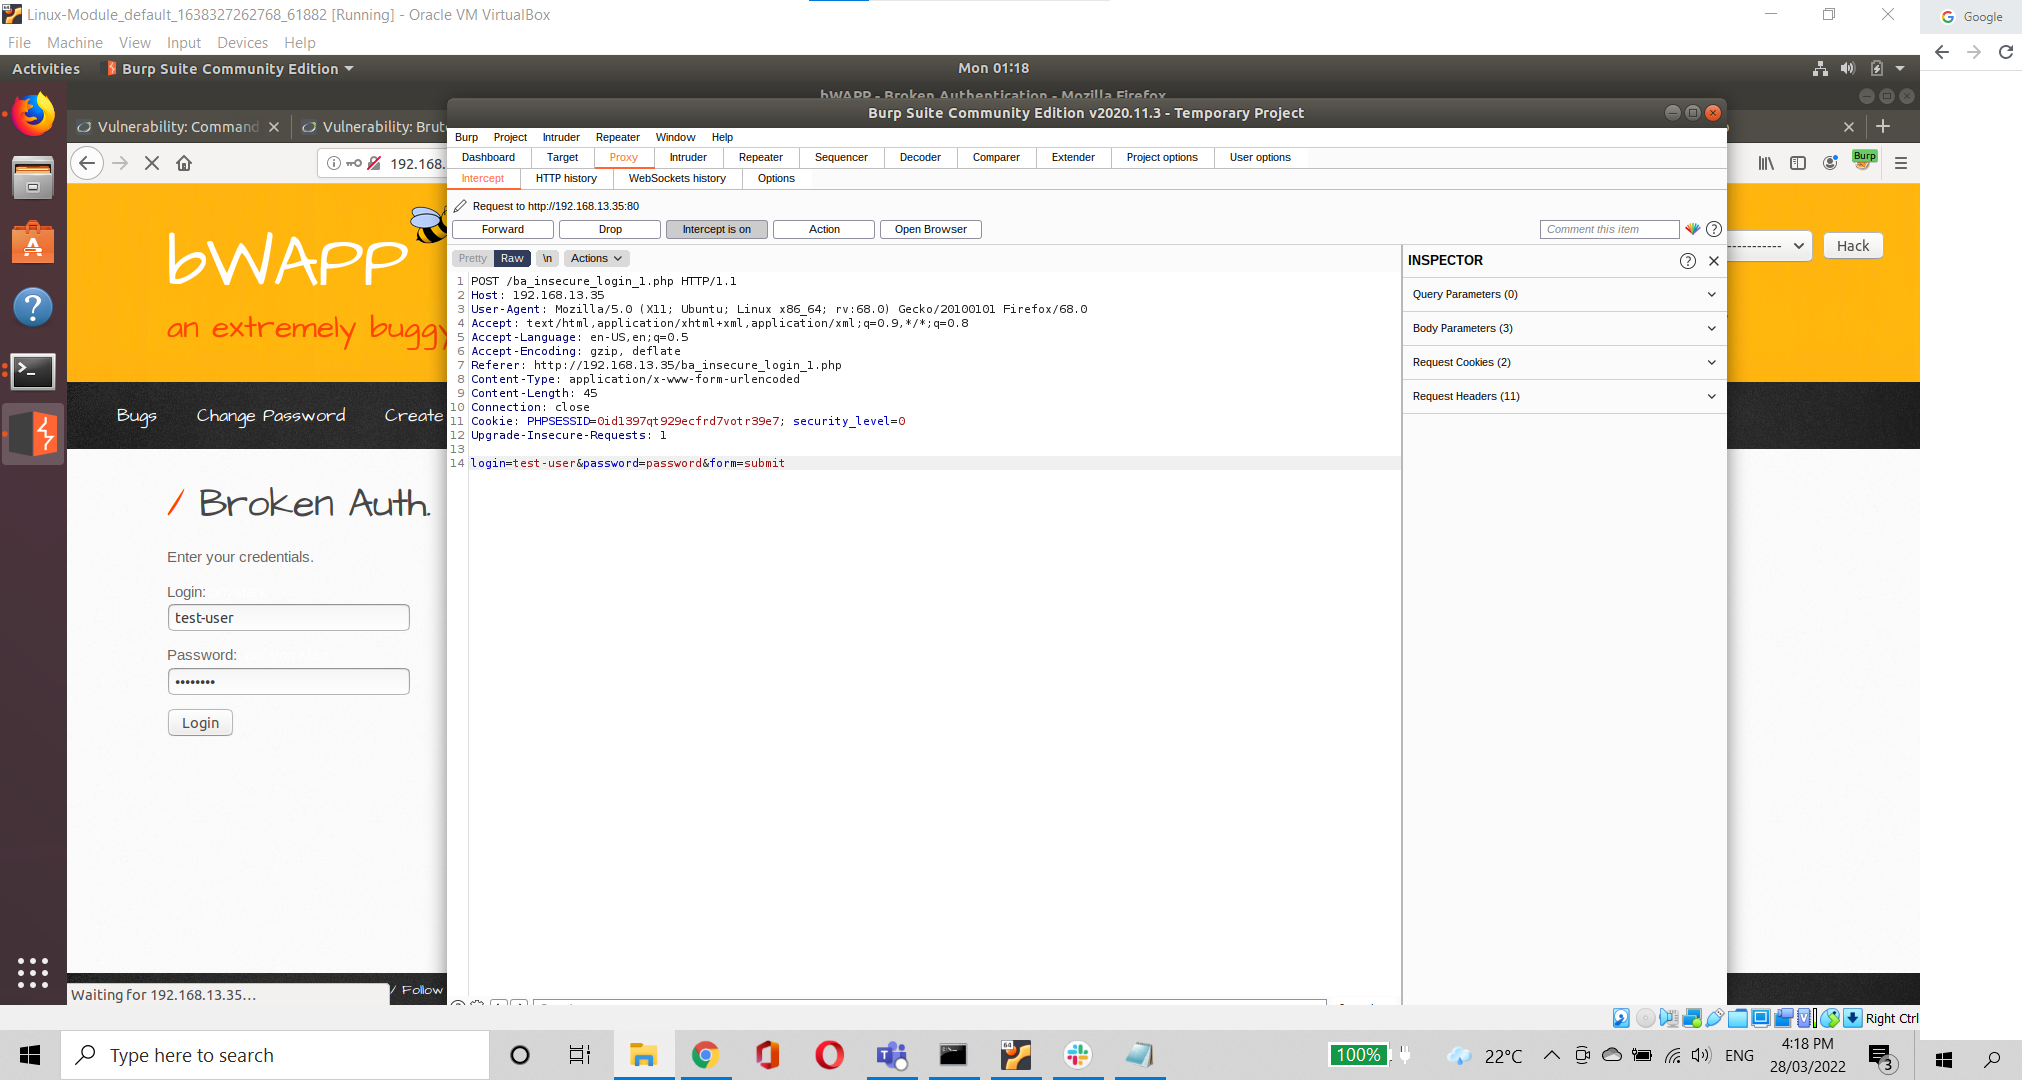 Linux-Module_default_1638327262768_61882 [Running] - Oracle VM VirtualBox
Google
File Machine View Input Devices Help
Activities Burp Suite Community Edition Mon 01:18
bWAPP - Broken Authentication - Mozilla Firefox
Burp Suite Community Edition v2020.11.3 - Temporary Project
Vulnerability: Command Vulnerability: Brut
Burp Project Intruder Repeater Window Help
Dashboard Target Proxy Intruder Repeater Sequencer Decoder Comparer Extender Project options User options
192.168.
Burp
Intercept HTTP history WebSockets history Options
Request to http://192.168.13.35:80
Forward Drop Intercept is on Action Open Browser Comment this item
bWAPP
an extremely buggy
Hack
Pretty Raw \n Actions
INSPECTOR
Query Parameters (0)
Body Parameters (3)
Request Cookies (2)
Request Headers (11)
1 POST /ba_insecure_login_1.php HTTP/1.1
2 Host: 192.168.13.35
3 User-Agent: Mozilla/5.0 (X11; Ubuntu; Linux x86_64; rv:68.0) Gecko/20100101 Firefox/68.0
4 Accept: text/html,application/xhtml+xml,application/xml;q=0.9,*/*;q=0.8
5 Accept-Language: en-US,en;q=0.5
6 Accept-Encoding: gzip, deflate
7 Referer: http://192.168.13.35/ba_insecure_login_1.php
8 Content-Type: application/x-www-form-urlencoded
9 Content-Length: 45
10 Connection: close
11 Cookie: PHPSESSID=0id1397qt929ecfrd7votr39e7; security_level=0
12 Upgrade-Insecure-Requests: 1
13
14 login=test-user&password=password&form=submit
Bugs Change Password Create
/ Broken Auth.
Enter your credentials.
Login:
test-user
Password:
••••••••
Login
Waiting for 192.168.13.35…
/ Follow
Right Ctrl
Type here to search
100%
22°C
ENG
4:18 PM
28/03/2022
3